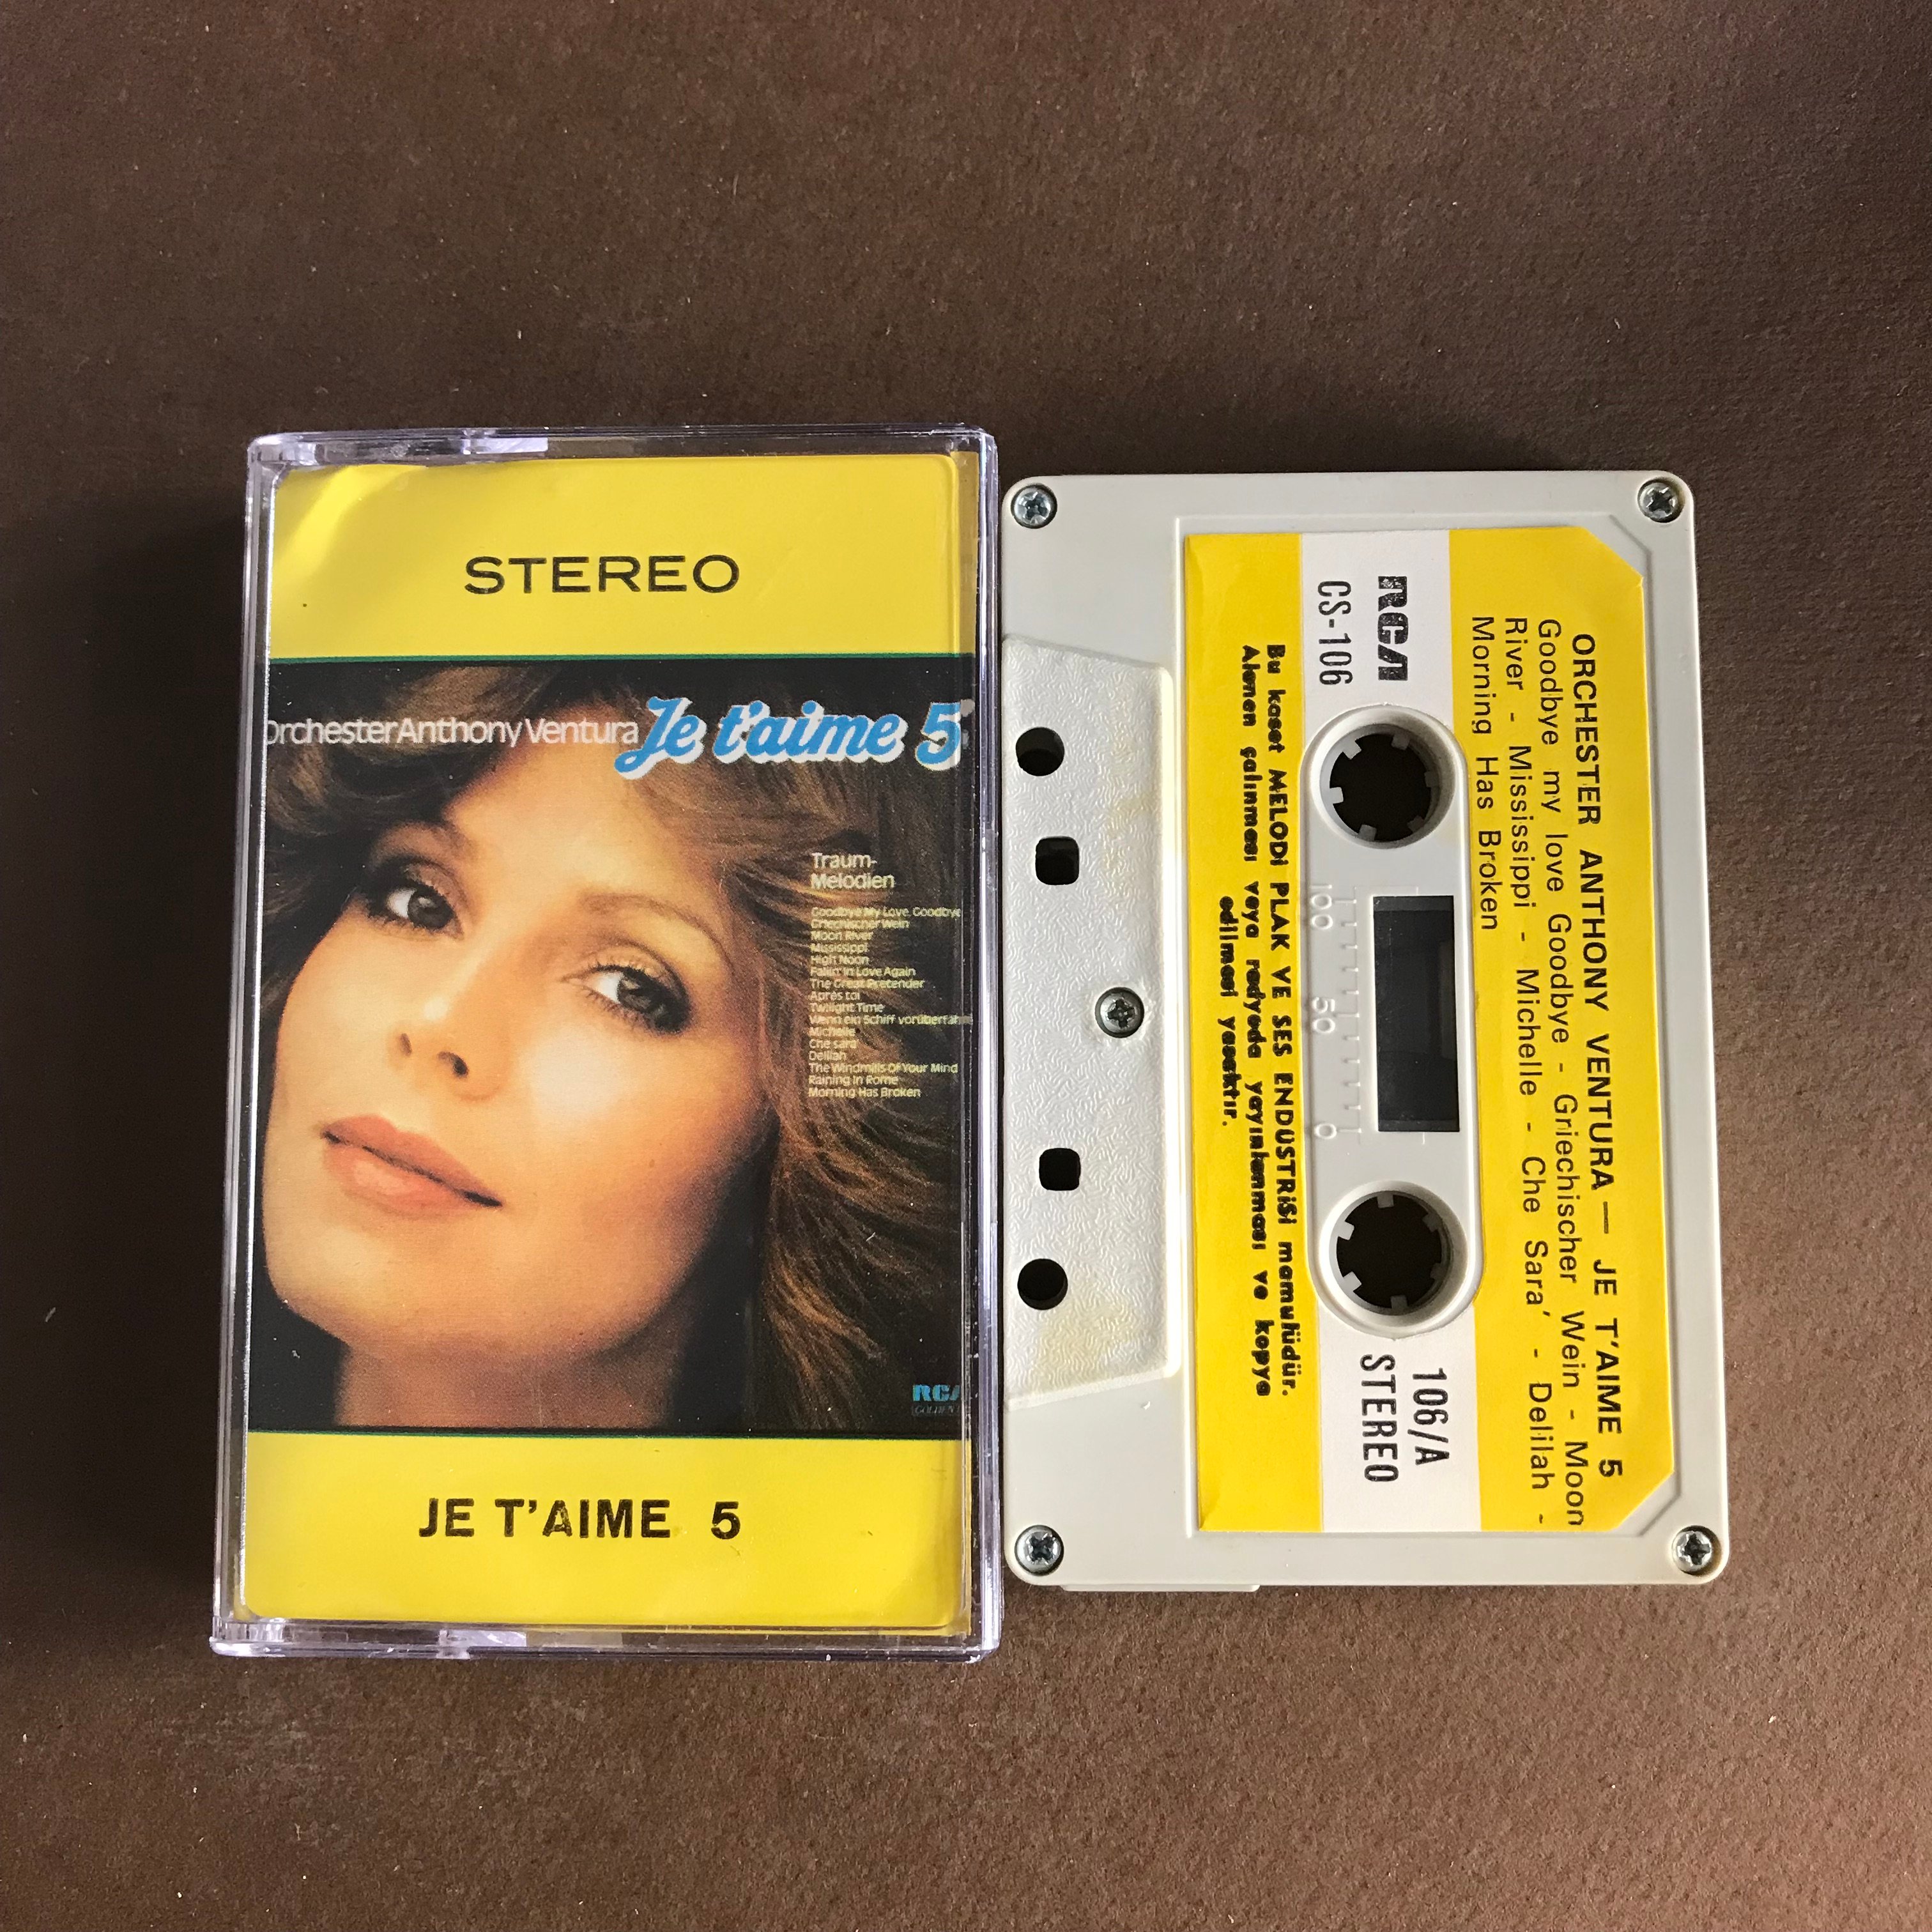 STEREO
Orchester Anthony Ventura Je t'aime 5
Traum-
Melodien
Goodbye My Love, Goodbye
Griechischer Wein
Moon River
Mississippi
High Noon
Fallin' In Love Again
The Great Pretender
Après toi
Twilight Time
Wenn ein Schiff vorüberfäh
Michelle
Che sarà
Delilah
The Windmills Of Your Mind
Raining In Rome
Morning Has Broken
RCA
JE T'AIME 5
ORCHESTER ANTHONY VENTURA — JE T'AIME 5
Goodbye my love Goodbye - Griechischer Wein - Moon
River - Mississippi - Michelle - Che Sara' - Delilah -
Morning Has Broken
RCA
CS-106
106/A
STEREO
100 50 0
Bu kaset MELODİ PLAK VE SES ENDUSTRİSİ mamulüdür.
Alenen çalınması veya radyoda yayınlanması ve kopya
edilmesi yasaktır.